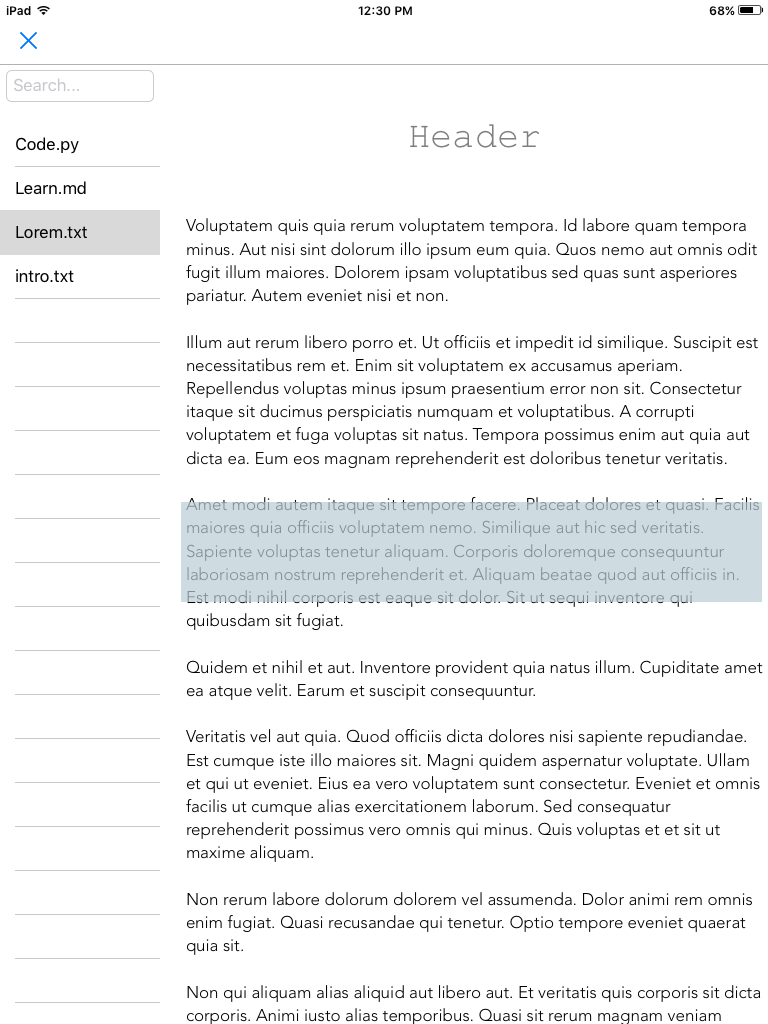 iPad 12:30 PM 68%
Search...
Code.py
Learn.md
Lorem.txt
intro.txt
Header
Voluptatem quis quia rerum voluptatem tempora. Id labore quam tempora
minus. Aut nisi sint dolorum illo ipsum eum quia. Quos nemo aut omnis odit
fugit illum maiores. Dolorem ipsam voluptatibus sed quas sunt asperiores
pariatur. Autem eveniet nisi et non.
Illum aut rerum libero porro et. Ut officiis et impedit id similique. Suscipit est
necessitatibus rem et. Enim sit voluptatem ex accusamus aperiam.
Repellendus voluptas minus ipsum praesentium error non sit. Consectetur
itaque sit ducimus perspiciatis numquam et voluptatibus. A corrupti
voluptatem et fuga voluptas sit natus. Tempora possimus enim aut quia aut
dicta ea. Eum eos magnam reprehenderit est doloribus tenetur veritatis.
Amet modi autem itaque sit tempore facere. Placeat dolores et quasi. Facilis
maiores quia officiis voluptatem nemo. Similique aut hic sed veritatis.
Sapiente voluptas tenetur aliquam. Corporis doloremque consequuntur
laboriosam nostrum reprehenderit et. Aliquam beatae quod aut officiis in.
Est modi nihil corporis est eaque sit dolor. Sit ut sequi inventore qui
quibusdam sit fugiat.
Quidem et nihil et aut. Inventore provident quia natus illum. Cupiditate amet
ea atque velit. Earum et suscipit consequuntur.
Veritatis vel aut quia. Quod officiis dicta dolores nisi sapiente repudiandae.
Est cumque iste illo maiores sit. Magni quidem aspernatur voluptate. Ullam
et qui ut eveniet. Eius ea vero voluptatem sunt consectetur. Eveniet et omnis
facilis ut cumque alias exercitationem laborum. Sed consequatur
reprehenderit possimus vero omnis qui minus. Quis voluptas et et sit ut
maxime aliquam.
Non rerum labore dolorum dolorem vel assumenda. Dolor animi rem omnis
enim fugiat. Quasi recusandae qui tenetur. Optio tempore eveniet quaerat
quia sit.
Non qui aliquam alias aliquid aut libero aut. Et veritatis quis corporis sit dicta
corporis. Animi iusto alias temporibus. Quasi sit rerum magnam veniam